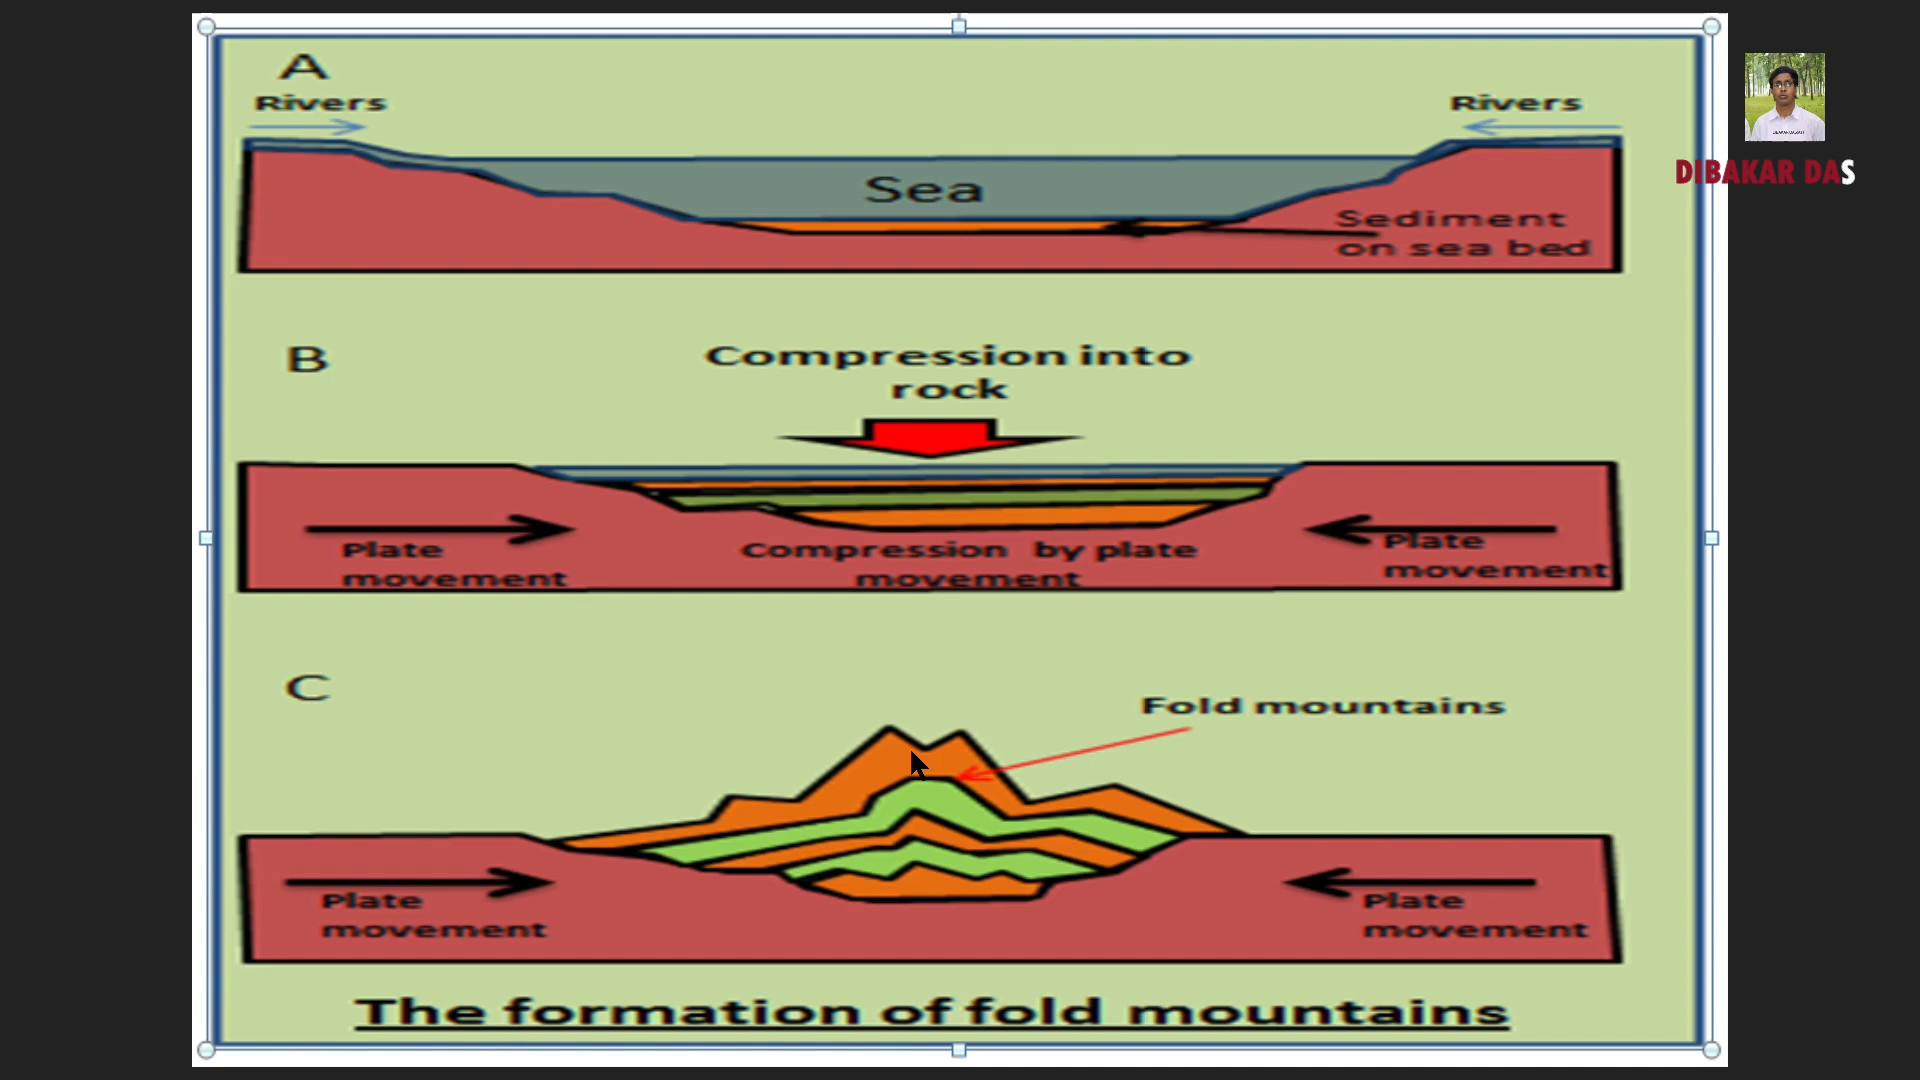 A
Rivers
Rivers
Sea
Sediment
on sea bed
DIBAKAR DAS
B
Compression into
rock
Plate
movement
Compression by plate
movement
Plate
movement
C
Fold mountains
Plate
movement
Plate
movement
The formation of fold mountains